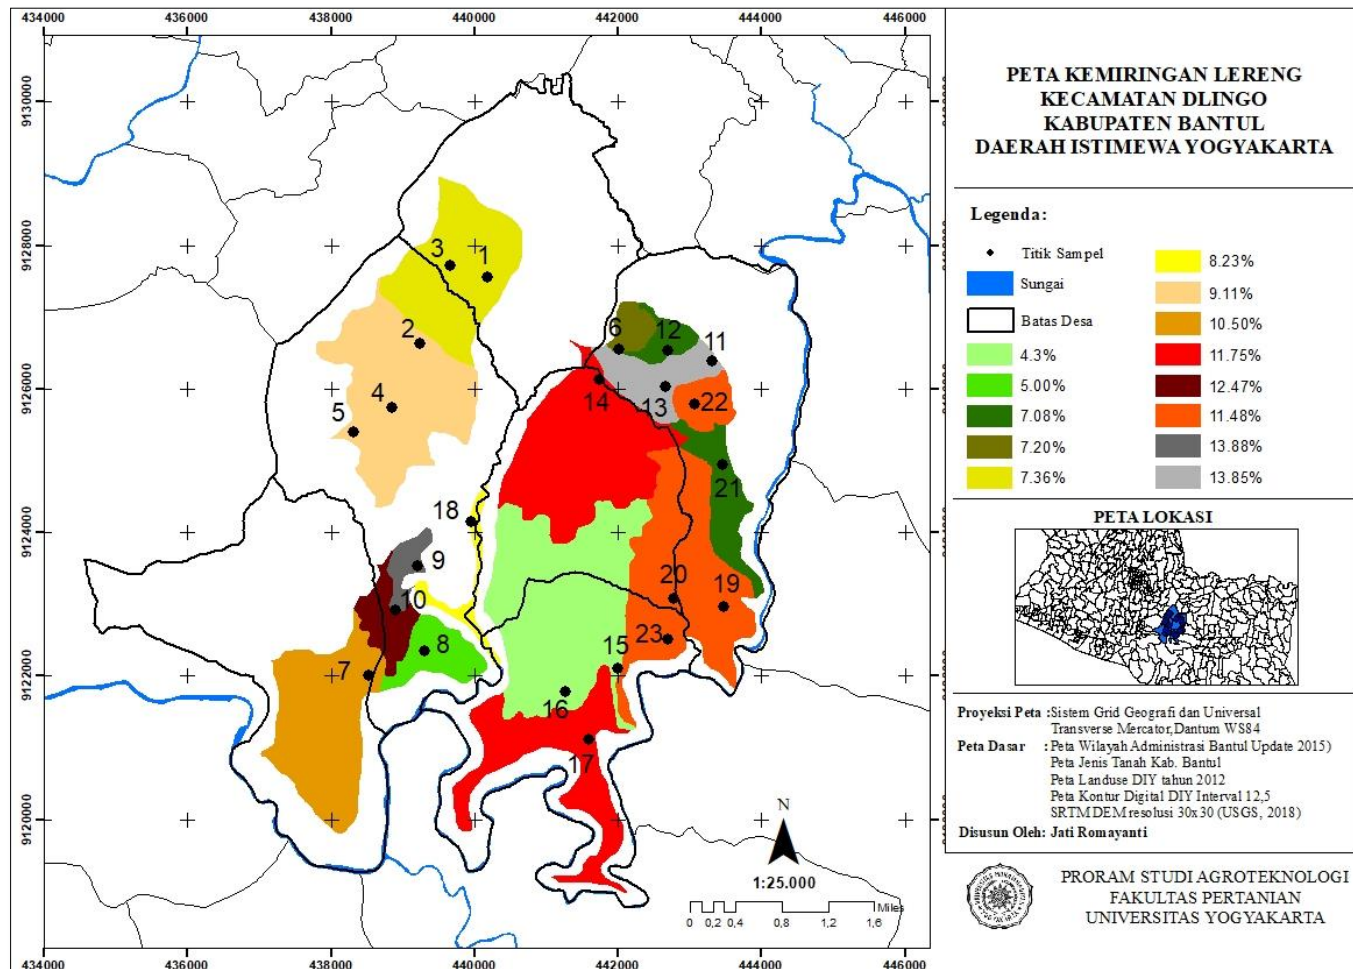 434000 436000 438000 440000 442000 444000 446000
9130000
9128000
9126000
9124000
9122000
9120000
3 1
2
4
5
6 12 11
14 13 22
21
18
9
10
8
7
20 19
23
15
16
17
N
1:25.000
Miles
0 0,2 0,4 0,8 1,2 1,6
434000 436000 438000 440000 442000 444000 446000
PETA KEMIRINGAN LERENG
KECAMATAN DLINGO
KABUPATEN BANTUL
DAERAH ISTIMEWA YOGYAKARTA
Legenda:
Titik Sampel
Sungai
Batas Desa
4.3%
5.00%
7.08%
7.20%
7.36%
8.23%
9.11%
10.50%
11.75%
12.47%
11.48%
13.88%
13.85%
PETA LOKASI
Proyeksi Peta :Sistem Grid Geografi dan Universal
Transverse Mercator,Dantum WS84
Peta Dasar :Peta Wilayah Administrasi Bantul Update 2015)
Peta Jenis Tanah Kab. Bantul
Peta Landuse DIY tahun 2012
Peta Kontur Digital DIY Interval 12,5
SRTM DEM resolusi 30x30 (USGS, 2018)
Disusun Oleh: Jati Romayanti
PRORAM STUDI AGROTEKNOLOGI
FAKULTAS PERTANIAN
UNIVERSITAS YOGYAKARTA